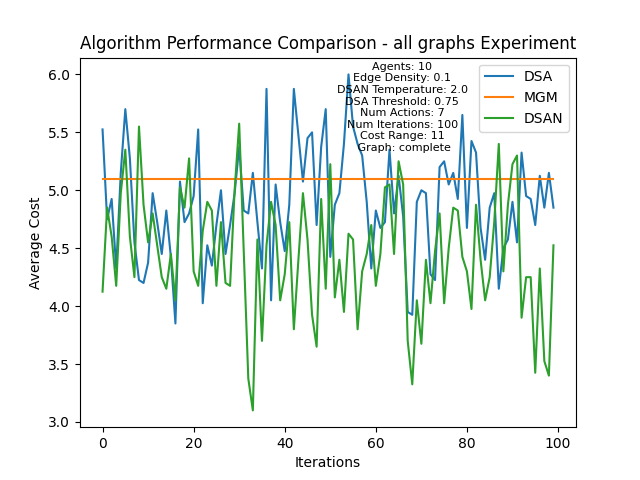 Algorithm Performance Comparison - all graphs Experiment
Agents: 10
Edge Density: 0.1
DSAN Temperature: 2.0
DSA Threshold: 0.75
Num Actions: 7
Num Iterations: 100
Cost Range: 11
Graph: complete
DSA
MGM
DSAN
Average Cost
6.0
5.5
5.0
4.5
4.0
3.5
3.0
0 20 40 60 80 100
Iterations